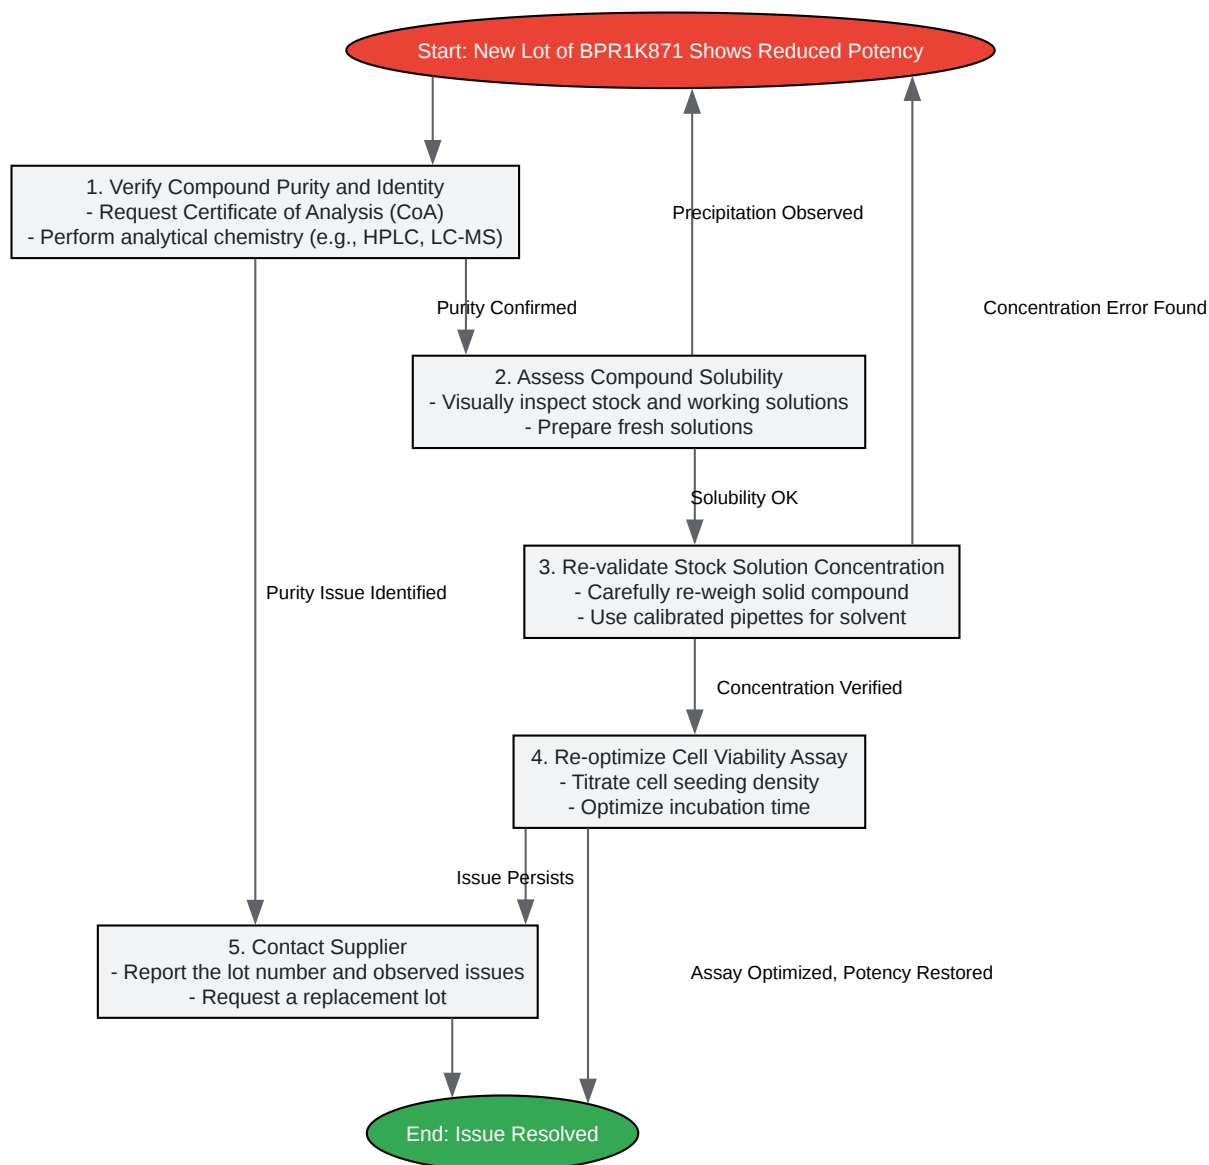 Start: New Lot of BPR1K871 Shows Reduced Potency
1. Verify Compound Purity and Identity
- Request Certificate of Analysis (CoA)
- Perform analytical chemistry (e.g., HPLC, LC-MS)
Precipitation Observed
Purity Confirmed
Concentration Error Found
2. Assess Compound Solubility
- Visually inspect stock and working solutions
- Prepare fresh solutions
Solubility OK
3. Re-validate Stock Solution Concentration
- Carefully re-weigh solid compound
- Use calibrated pipettes for solvent
Purity Issue Identified
Concentration Verified
4. Re-optimize Cell Viability Assay
- Titrate cell seeding density
- Optimize incubation time
Issue Persists
5. Contact Supplier
- Report the lot number and observed issues
- Request a replacement lot
Assay Optimized, Potency Restored
End: Issue Resolved